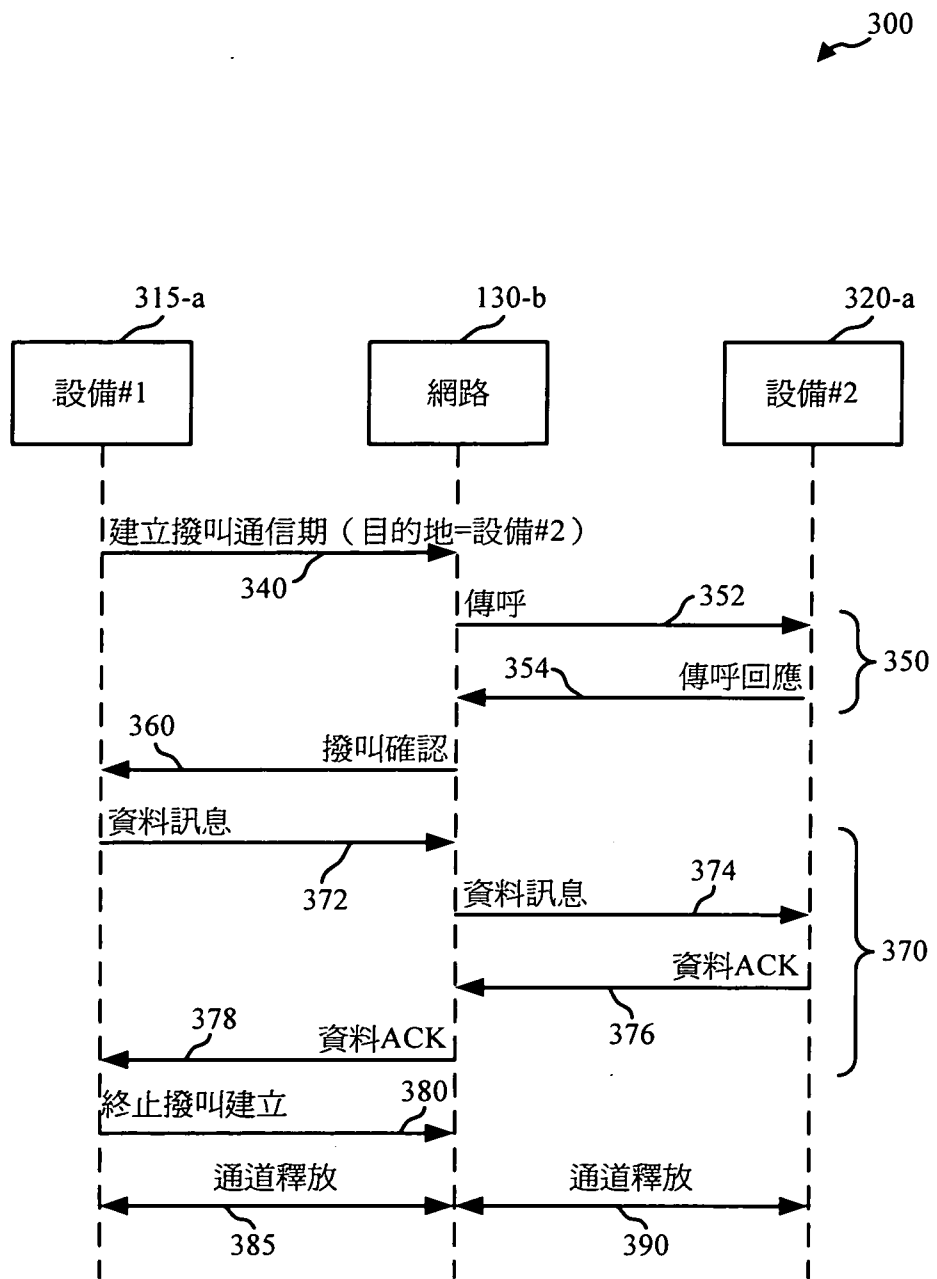 300
315-a
130-b
320-a
設備#1
網路
設備#2
建立撥叫通信期（目的地=設備#2）
340
傳呼
352
350
354
傳呼回應
360
撥叫確認
資料訊息
372
資料訊息
374
370
資料ACK
376
378
資料ACK
終止撥叫建立
380
通道釋放
通道釋放
385
390